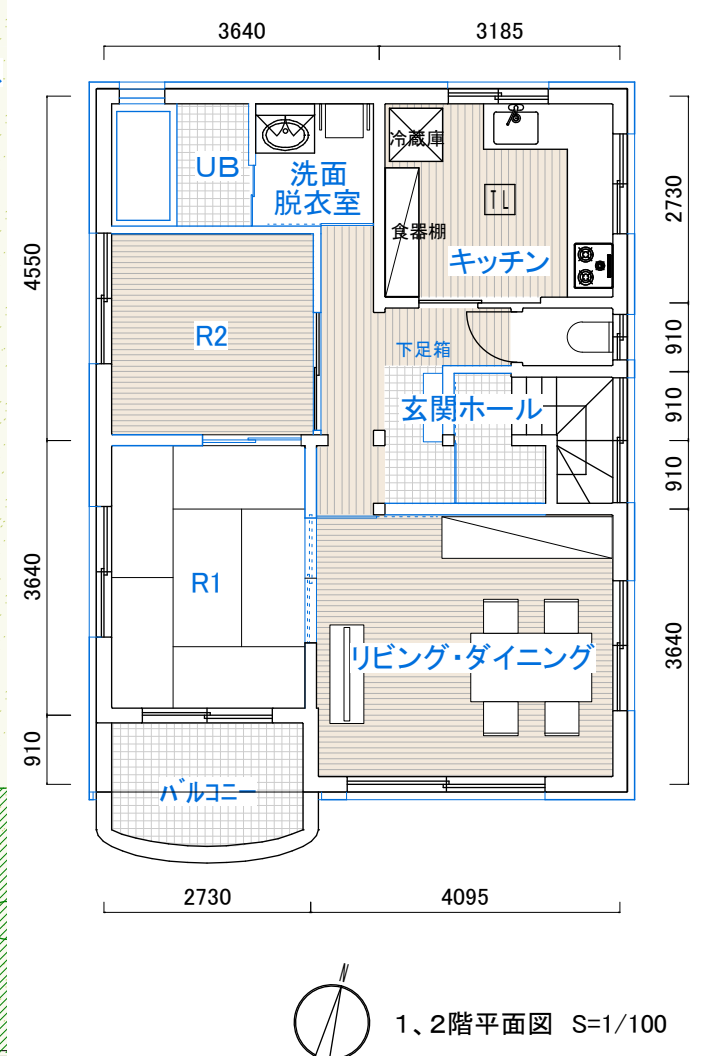 3640
3185
冷蔵庫
UB
洗面
脱衣室
TL
食器棚
キッチン
2730
4550
R2
下足箱
910
玄関ホール
910
910
3640
R1
リビング・ダイニング
3640
910
バルコニー
2730
4095
N
1、2階平面図 S=1/100